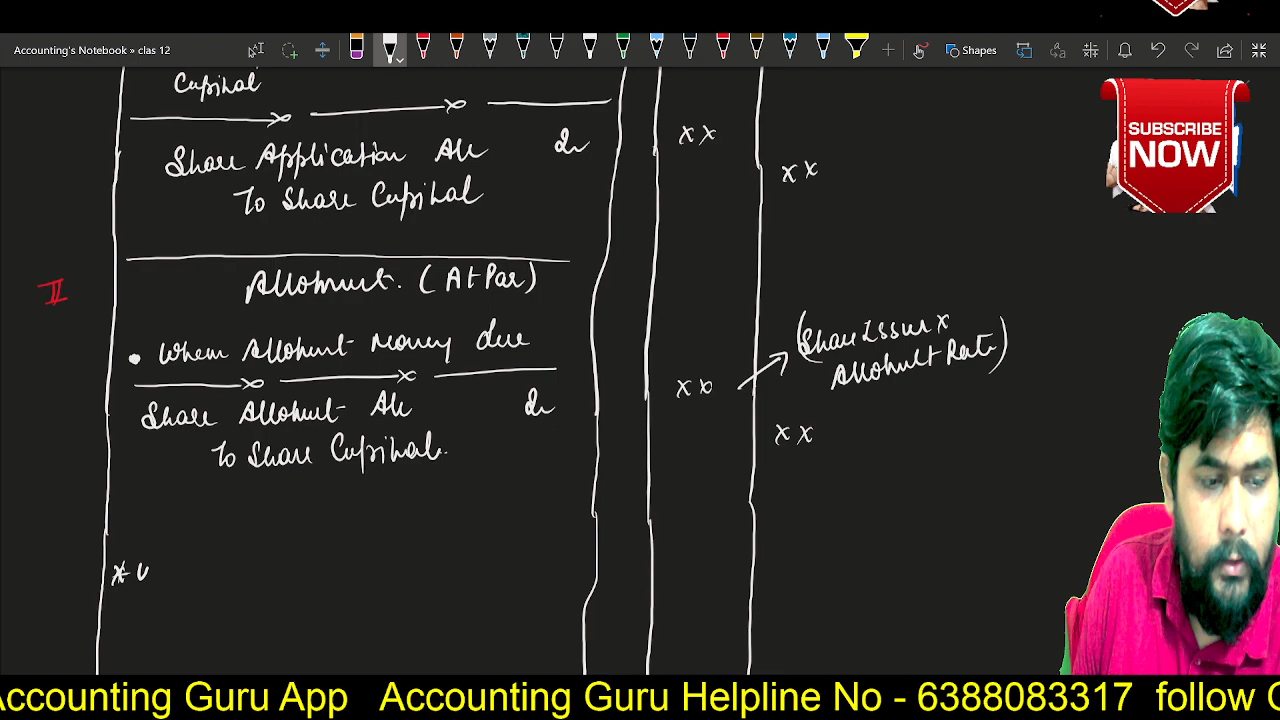 Accounting's Notebook » clas 12
Shapes
Capital
Share Application A/c Dr
xx
To Share Capital
xx
SUBSCRIBE
NOW
II
Allotment. (At Par)
• When Allotment money due
Share Allotment A/c Dr
xx
(Share Issue x
Allotment Rate)
To Share Capital.
xx
*
Accounting Guru App Accounting Guru Helpline No - 6388083317 follow